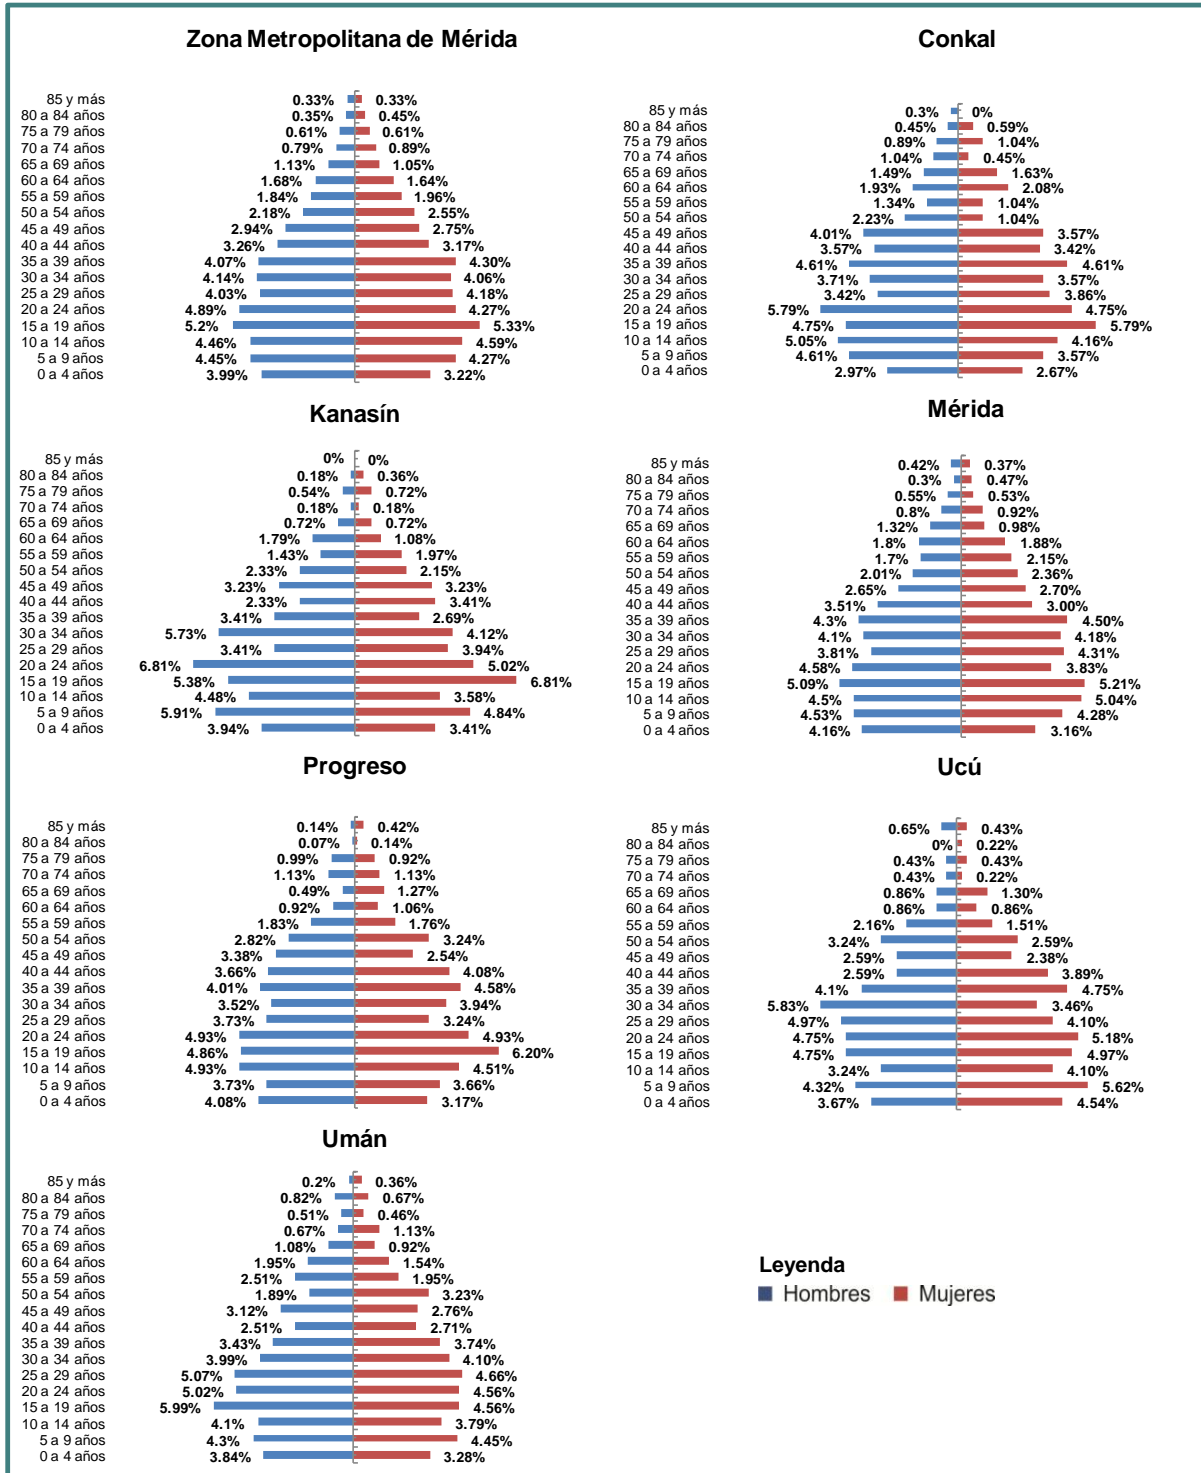 Zona Metropolitana de Mérida
85 y más 0.33% 0.33%
80 a 84 años 0.35% 0.45%
75 a 79 años 0.61% 0.61%
70 a 74 años 0.79% 0.89%
65 a 69 años 1.13% 1.05%
60 a 64 años 1.68% 1.64%
55 a 59 años 1.84% 1.96%
50 a 54 años 2.18% 2.55%
45 a 49 años 2.94% 2.75%
40 a 44 años 3.26% 3.17%
35 a 39 años 4.07% 4.30%
30 a 34 años 4.14% 4.06%
25 a 29 años 4.03% 4.18%
20 a 24 años 4.89% 4.27%
15 a 19 años 5.2% 5.33%
10 a 14 años 4.46% 4.59%
5 a 9 años 4.45% 4.27%
0 a 4 años 3.99% 3.22%
Conkal
85 y más 0.3% 0%
80 a 84 años 0.45% 0.59%
75 a 79 años 0.89% 1.04%
70 a 74 años 1.04% 0.45%
65 a 69 años 1.49% 1.63%
60 a 64 años 1.93% 2.08%
55 a 59 años 1.34% 1.04%
50 a 54 años 2.23% 1.04%
45 a 49 años 4.01% 3.57%
40 a 44 años 3.57% 3.42%
35 a 39 años 4.61% 4.61%
30 a 34 años 3.71% 3.57%
25 a 29 años 3.42% 3.86%
20 a 24 años 5.79% 4.75%
15 a 19 años 4.75% 5.79%
10 a 14 años 5.05% 4.16%
5 a 9 años 4.61% 3.57%
0 a 4 años 2.97% 2.67%
Kanasín
85 y más 0% 0%
80 a 84 años 0.18% 0.36%
75 a 79 años 0.54% 0.72%
70 a 74 años 0.18% 0.18%
65 a 69 años 0.72% 0.72%
60 a 64 años 1.79% 1.08%
55 a 59 años 1.43% 1.97%
50 a 54 años 2.33% 2.15%
45 a 49 años 3.23% 3.23%
40 a 44 años 2.33% 3.41%
35 a 39 años 3.41% 2.69%
30 a 34 años 5.73% 4.12%
25 a 29 años 3.41% 3.94%
20 a 24 años 6.81% 5.02%
15 a 19 años 5.38% 6.81%
10 a 14 años 4.48% 3.58%
5 a 9 años 5.91% 4.84%
0 a 4 años 3.94% 3.41%
Mérida
85 y más 0.42% 0.37%
80 a 84 años 0.3% 0.47%
75 a 79 años 0.55% 0.53%
70 a 74 años 0.8% 0.92%
65 a 69 años 1.32% 0.98%
60 a 64 años 1.8% 1.88%
55 a 59 años 1.7% 2.15%
50 a 54 años 2.01% 2.36%
45 a 49 años 2.65% 2.70%
40 a 44 años 3.51% 3.00%
35 a 39 años 4.3% 4.50%
30 a 34 años 4.1% 4.18%
25 a 29 años 3.81% 4.31%
20 a 24 años 4.58% 3.83%
15 a 19 años 5.09% 5.21%
10 a 14 años 4.5% 5.04%
5 a 9 años 4.53% 4.28%
0 a 4 años 4.16% 3.16%
Progreso
85 y más 0.14% 0.42%
80 a 84 años 0.07% 0.14%
75 a 79 años 0.99% 0.92%
70 a 74 años 1.13% 1.13%
65 a 69 años 0.49% 1.27%
60 a 64 años 0.92% 1.06%
55 a 59 años 1.83% 1.76%
50 a 54 años 2.82% 3.24%
45 a 49 años 3.38% 2.54%
40 a 44 años 3.66% 4.08%
35 a 39 años 4.01% 4.58%
30 a 34 años 3.52% 3.94%
25 a 29 años 3.73% 3.24%
20 a 24 años 4.93% 4.93%
15 a 19 años 4.86% 6.20%
10 a 14 años 4.93% 4.51%
5 a 9 años 3.73% 3.66%
0 a 4 años 4.08% 3.17%
Ucú
85 y más 0.65% 0.43%
80 a 84 años 0% 0.22%
75 a 79 años 0.43% 0.43%
70 a 74 años 0.43% 0.22%
65 a 69 años 0.86% 1.30%
60 a 64 años 0.86% 0.86%
55 a 59 años 2.16% 1.51%
50 a 54 años 3.24% 2.59%
45 a 49 años 2.59% 2.38%
40 a 44 años 2.59% 3.89%
35 a 39 años 4.1% 4.75%
30 a 34 años 5.83% 3.46%
25 a 29 años 4.97% 4.10%
20 a 24 años 4.75% 5.18%
15 a 19 años 4.75% 4.97%
10 a 14 años 3.24% 4.10%
5 a 9 años 4.32% 5.62%
0 a 4 años 3.67% 4.54%
Umán
85 y más 0.2% 0.36%
80 a 84 años 0.82% 0.67%
75 a 79 años 0.51% 0.46%
70 a 74 años 0.67% 1.13%
65 a 69 años 1.08% 0.92%
60 a 64 años 1.95% 1.54%
55 a 59 años 2.51% 1.95%
50 a 54 años 1.89% 3.23%
45 a 49 años 3.12% 2.76%
40 a 44 años 2.51% 2.71%
35 a 39 años 3.43% 3.74%
30 a 34 años 3.99% 4.10%
25 a 29 años 5.07% 4.66%
20 a 24 años 5.02% 4.56%
15 a 19 años 5.99% 4.56%
10 a 14 años 4.1% 3.79%
5 a 9 años 4.3% 4.45%
0 a 4 años 3.84% 3.28%
Leyenda
Hombres Mujeres